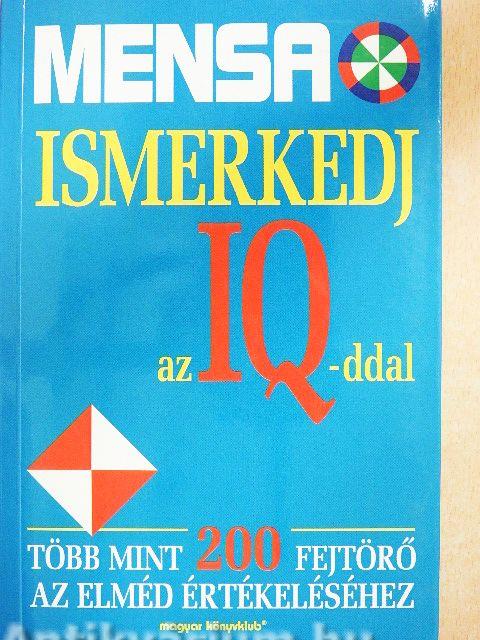 MENSA
ISMERKEDJ
az IQ-ddal
TÖBB MINT 200 FEJTÖRŐ
AZ ELMÉD ÉRTÉKELÉSÉHEZ
magyar könyvklub®